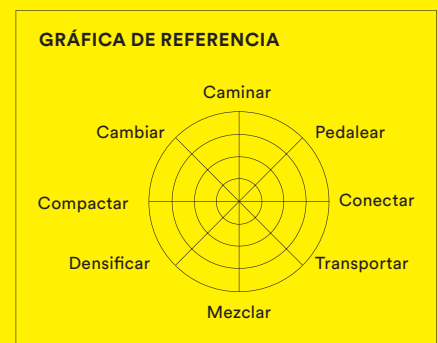 GRÁFICA DE REFERENCIA
Caminar
Cambiar
Pedalear
Compactar
Conectar
Densificar
Transportar
Mezclar